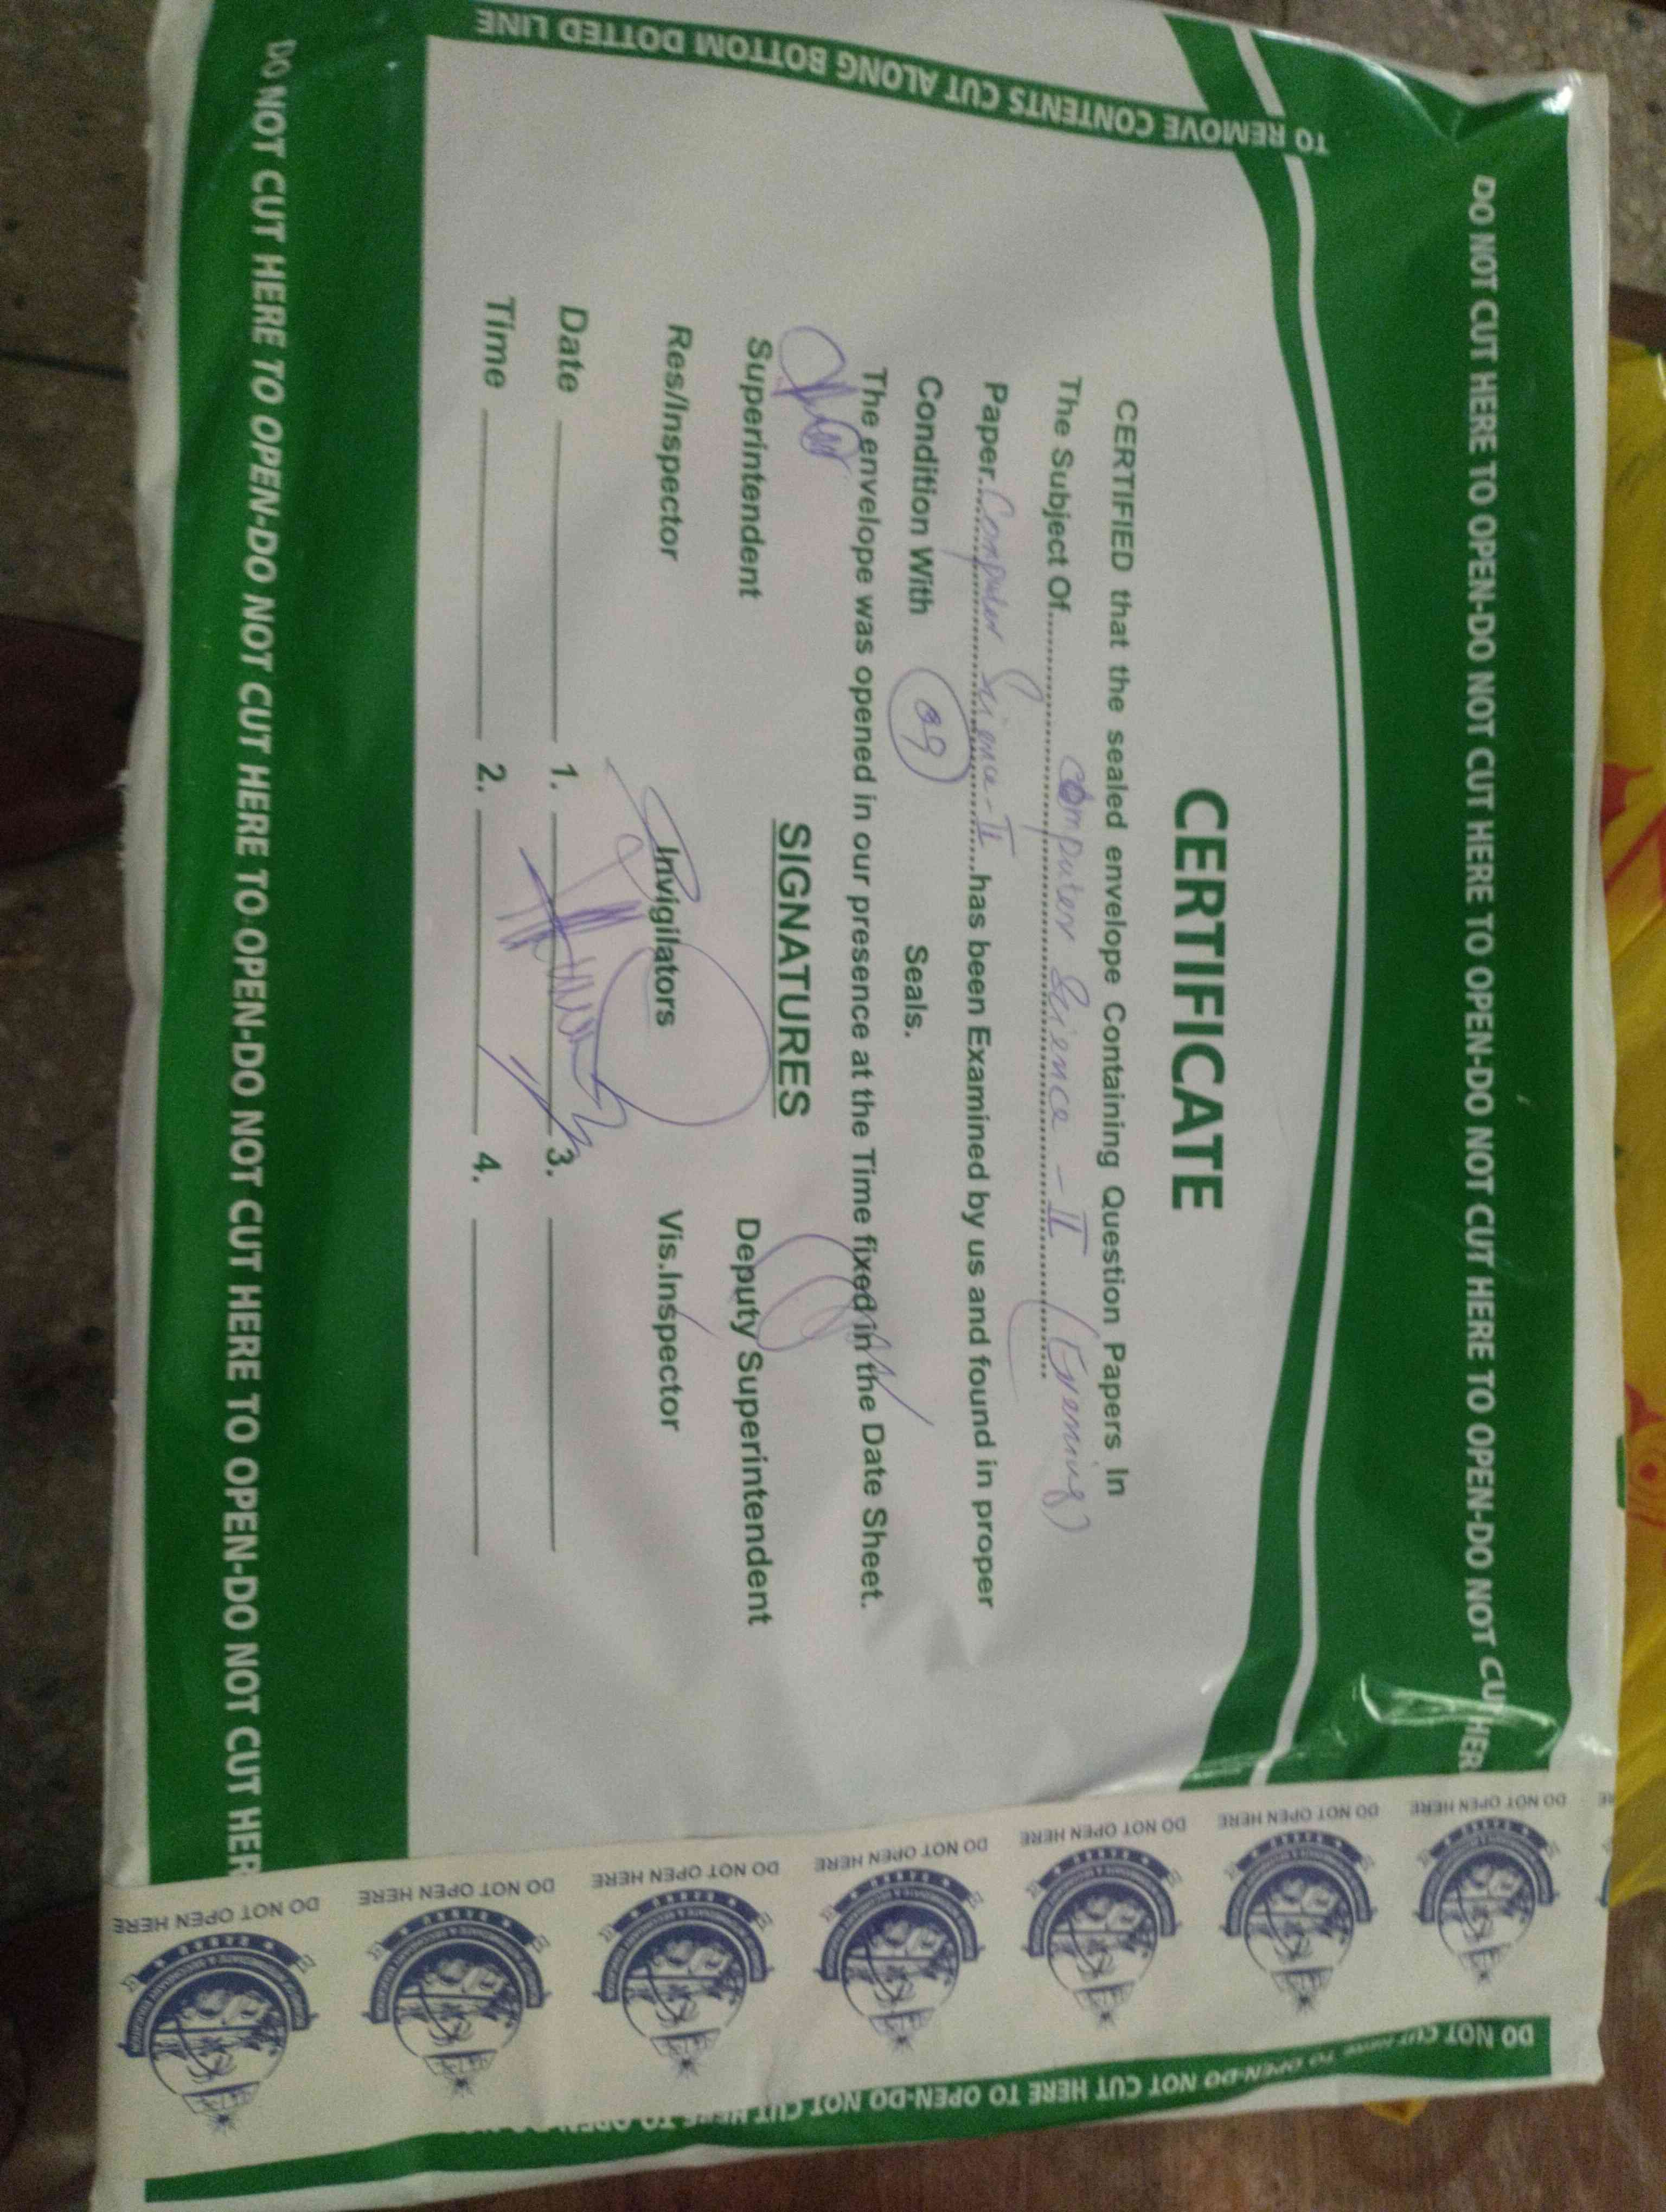 TO REMOVE CONTENTS CUT ALONG BOTTOM DOTTED LINE
DO NOT CUT HERE TO OPEN-DO NOT CUT HERE TO OPEN-DO NOT CUT HERE TO OPEN-DO NOT CUT HERE TO OPEN-DO NOT CUT HER
CERTIFICATE
CERTIFIED that the sealed envelope Containing Question Papers In
The Subject Of computer Science - II (Evening)
Paper. Computer Science - II has been Examined by us and found in proper
Condition With 09 Seals.
The envelope was opened in our presence at the Time fixed in the Date Sheet.
SIGNATURES
Superintendent Deputy Superintendent
Res/Inspector Invigilators Vis.Inspector
Date 1. 3.
Time 2. 4.
DO NOT CUT HERE TO OPEN-DO NOT CUT HERE TO OPEN-DO NOT CUT HERE TO OPEN-DO NOT CUT HERE TO OPEN-DO NOT CUT HER
DO NOT OPEN HERE
DO NOT OPEN HERE
DO NOT OPEN HERE
DO NOT OPEN HERE
DO NOT OPEN HERE
DO NOT OPEN HERE
DO NOT OPEN HERE
DO NOT CUT HERE TO OPEN-DO NOT CUT HERE TO OPEN-DO NOT CUT HERE TO OPEN